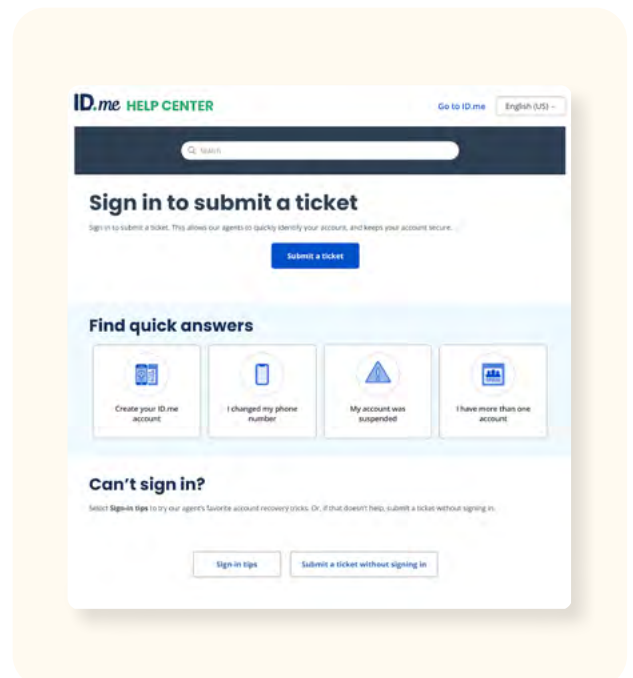 ID.me HELP CENTER
Go to ID.me
English (US)
Search
Sign in to submit a ticket
Sign in to submit a ticket. This allows our agents to quickly identify your account, and keeps your account secure.
Submit a ticket
Find quick answers
Create your ID.me
account
I changed my phone
number
My account was
suspended
I have more than one
account
Can't sign in?
Select Sign-in tips to try our agent's favorite account recovery tricks. Or, if that doesn't help, submit a ticket without signing in.
Sign-in tips
Submit a ticket without signing in